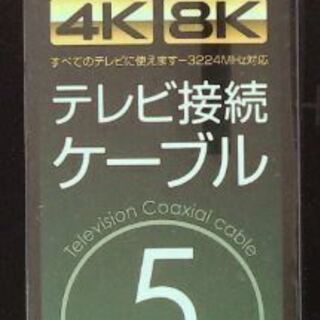 4K 8K
すべてのテレビに使えますー3224MHz対応
テレビ接続
ケーブル
Television Coaxial cable
5